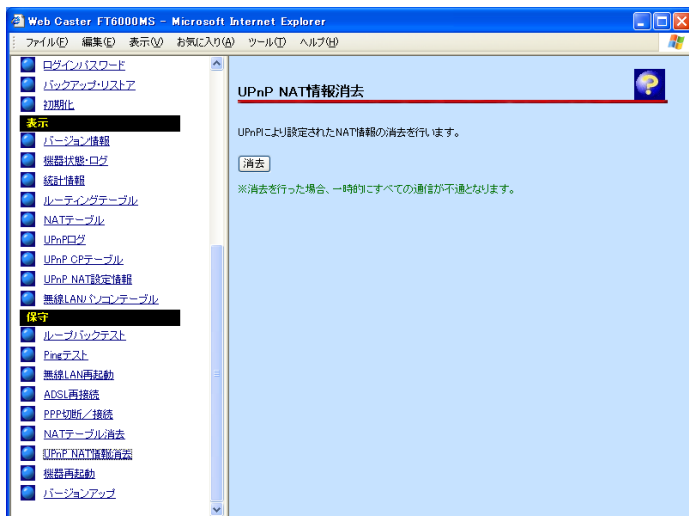 Web Caster FT6000MS - Microsoft Internet Explorer
ファイル(F) 編集(E) 表示(V) お気に入り(A) ツール(T) ヘルプ(H)
ログインパスワード
バックアップ・リストア
初期化
表示
バージョン情報
機器状態・ログ
統計情報
ルーティングテーブル
NATテーブル
UPnPログ
UPnP CPテーブル
UPnP NAT設定情報
無線LANパソコンテーブル
保守
ループバックテスト
Pingテスト
無線LAN再起動
ADSL再接続
PPP切断／接続
NATテーブル消去
UPnP NAT情報消去
機器再起動
バージョンアップ
UPnP NAT情報消去
UPnPにより設定されたNAT情報の消去を行います。
消去
※消去を行った場合、一時的にすべての通信が不通となります。